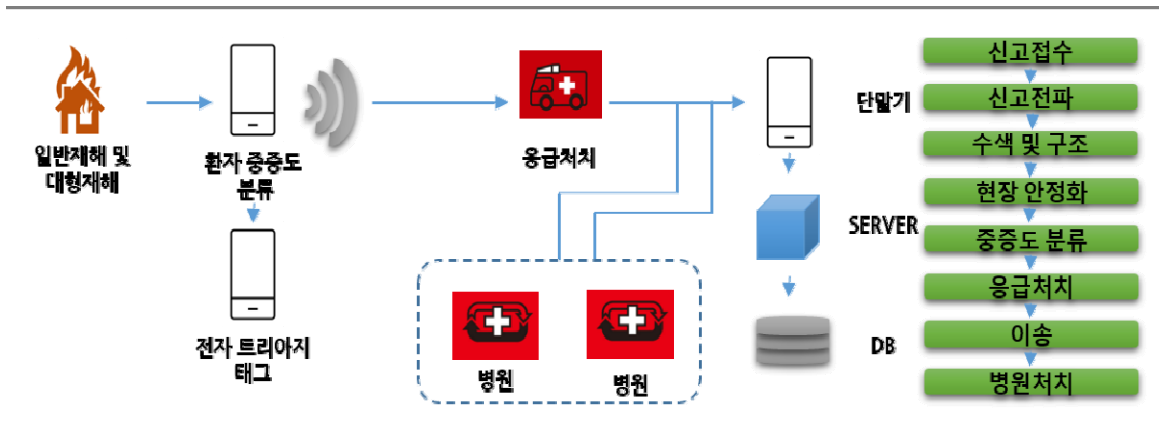 일반재해 및
대형재해
환자 중증도
분류
전자 트리아지
태그
응급처치
병원
병원
단말기
SERVER
DB
신고접수
신고전파
수색 및 구조
현장 안정화
중증도 분류
응급처치
이송
병원처치